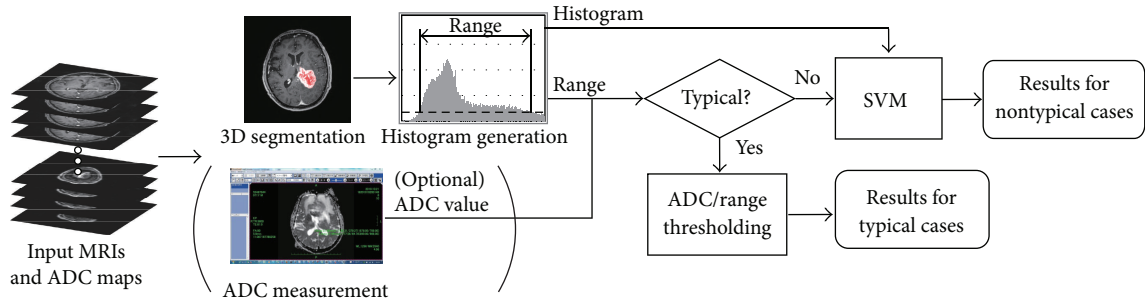 Input MRIs
and ADC maps
3D segmentation
Range
Histogram generation
(Optional)
ADC value
ADC measurement
Histogram
Range
Typical?
No
Yes
SVM
Results for
nontypical cases
ADC/range
thresholding
Results for
typical cases